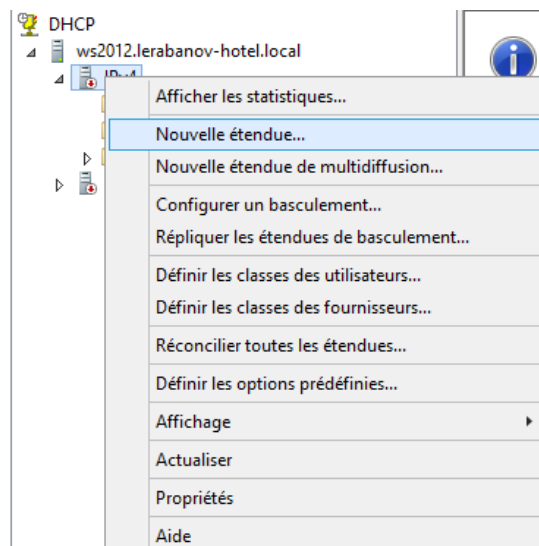 DHCP
ws2012.lerabanov-hotel.local
IPv4
Afficher les statistiques...
Nouvelle étendue...
Nouvelle étendue de multidiffusion...
Configurer un basculement...
Répliquer les étendues de basculement...
Définir les classes des utilisateurs...
Définir les classes des fournisseurs...
Réconcilier toutes les étendues...
Définir les options prédéfinies...
Affichage
Actualiser
Propriétés
Aide